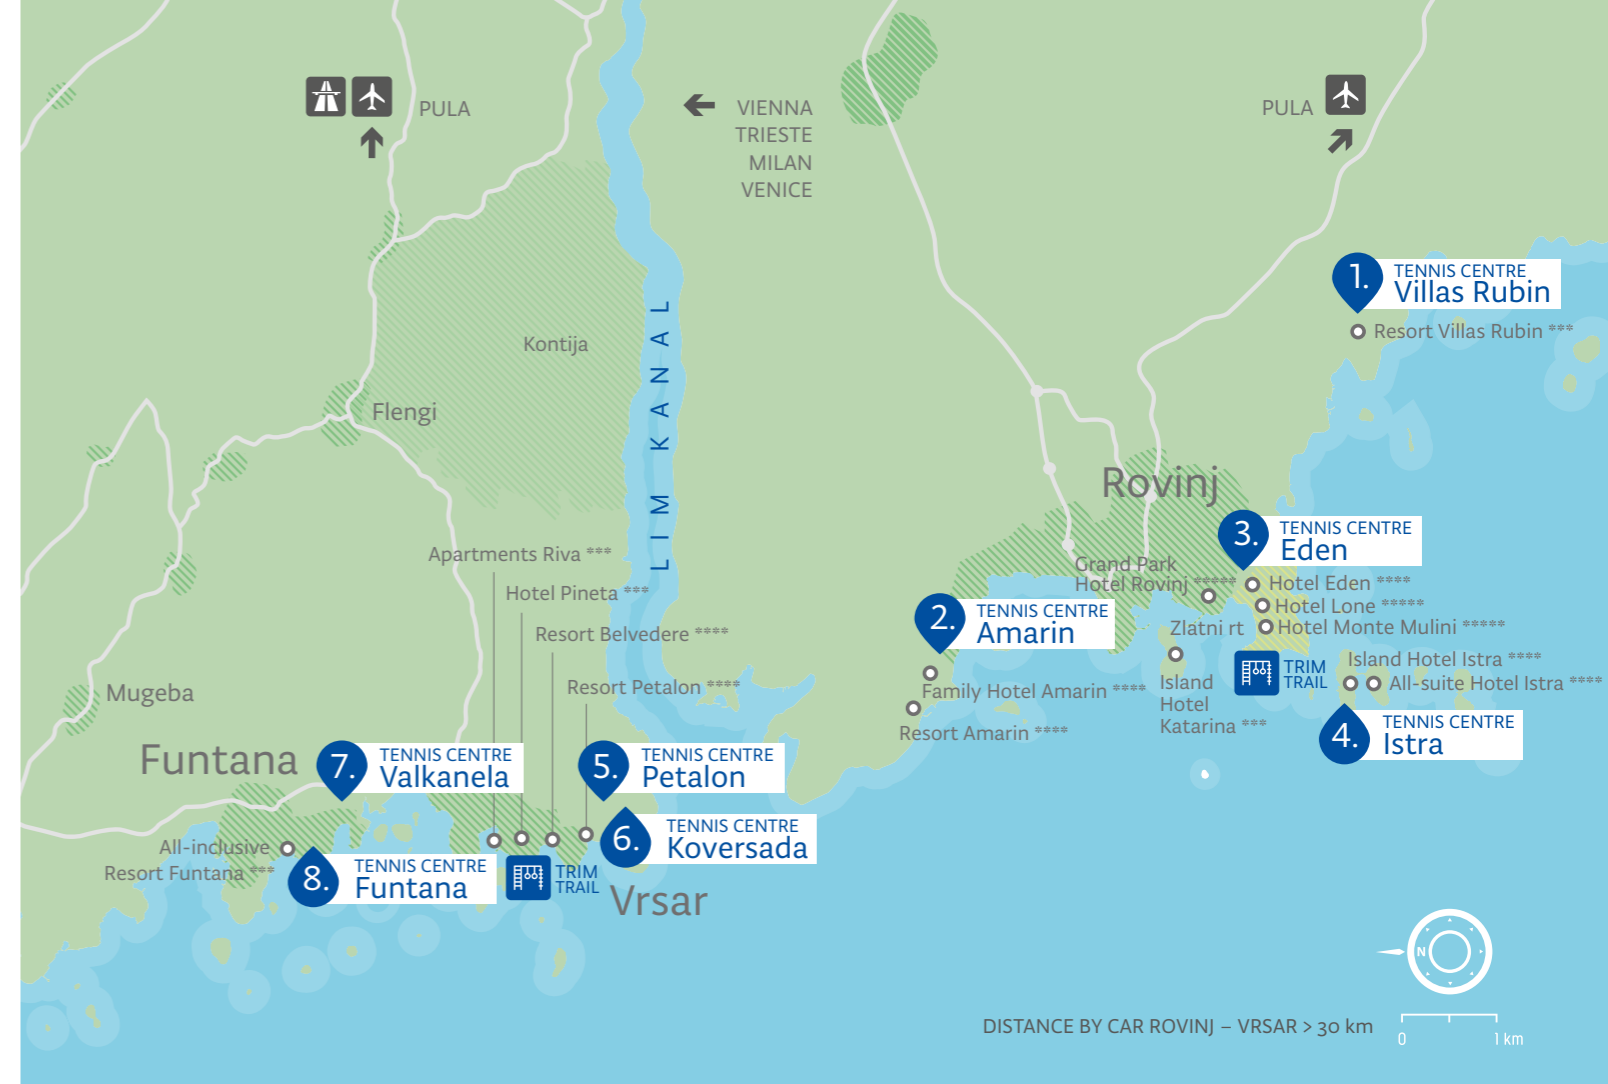 PULA
VIENNA
TRIESTE
MILAN
VENICE
PULA
1.
TENNIS CENTRE
Villas Rubin
Resort Villas Rubin ***
Kontija
LIM KANAL
Flengi
Rovinj
3.
TENNIS CENTRE
Eden
Apartments Riva ***
Hotel Pineta ***
Resort Belvedere ****
Resort Petalon ****
Grand Park
Hotel Rovinj *****
Hotel Eden ****
Hotel Lone *****
Hotel Monte Mulini *****
Zlatni rt
2.
TENNIS CENTRE
Amarin
Family Hotel Amarin ****
Resort Amarin ****
Island
Hotel
Katarina ***
TRIM
TRAIL
Island Hotel Istra ****
All-suite Hotel Istra ****
4.
TENNIS CENTRE
Istra
Mugeba
Funtana
7.
TENNIS CENTRE
Valkanela
5.
TENNIS CENTRE
Petalon
6.
TENNIS CENTRE
Koversada
All-inclusive
Resort Funtana ***
8.
TENNIS CENTRE
Funtana
TRIM
TRAIL
Vrsar
N
DISTANCE BY CAR ROVINJ – VRSAR > 30 km
0
1 km